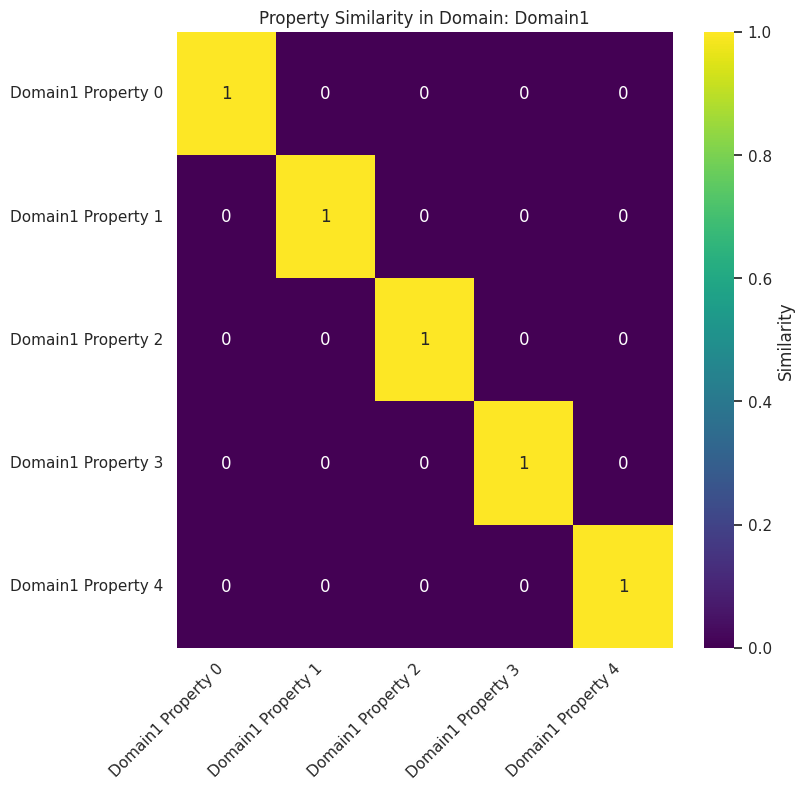 Property Similarity in Domain: Domain1
Domain1 Property 0
1 0 0 0 0
Domain1 Property 1
0 1 0 0 0
Domain1 Property 2
0 0 1 0 0
Domain1 Property 3
0 0 0 1 0
Domain1 Property 4
0 0 0 0 1
Domain1 Property 0
Domain1 Property 1
Domain1 Property 2
Domain1 Property 3
Domain1 Property 4
1.0
0.8
0.6
0.4
0.2
0.0
Similarity